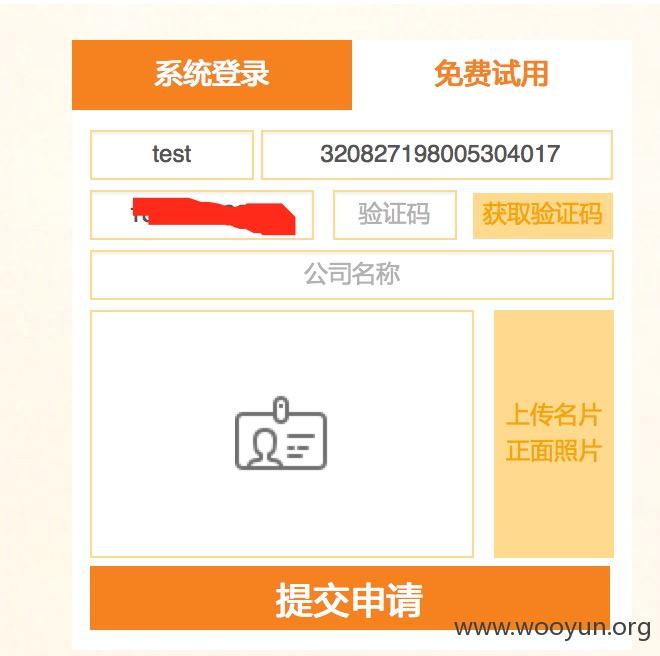 系统登录 免费试用
test 320827198005304017
验证码 获取验证码
公司名称
上传名片
正面照片
提交申请
www.wooyun.org